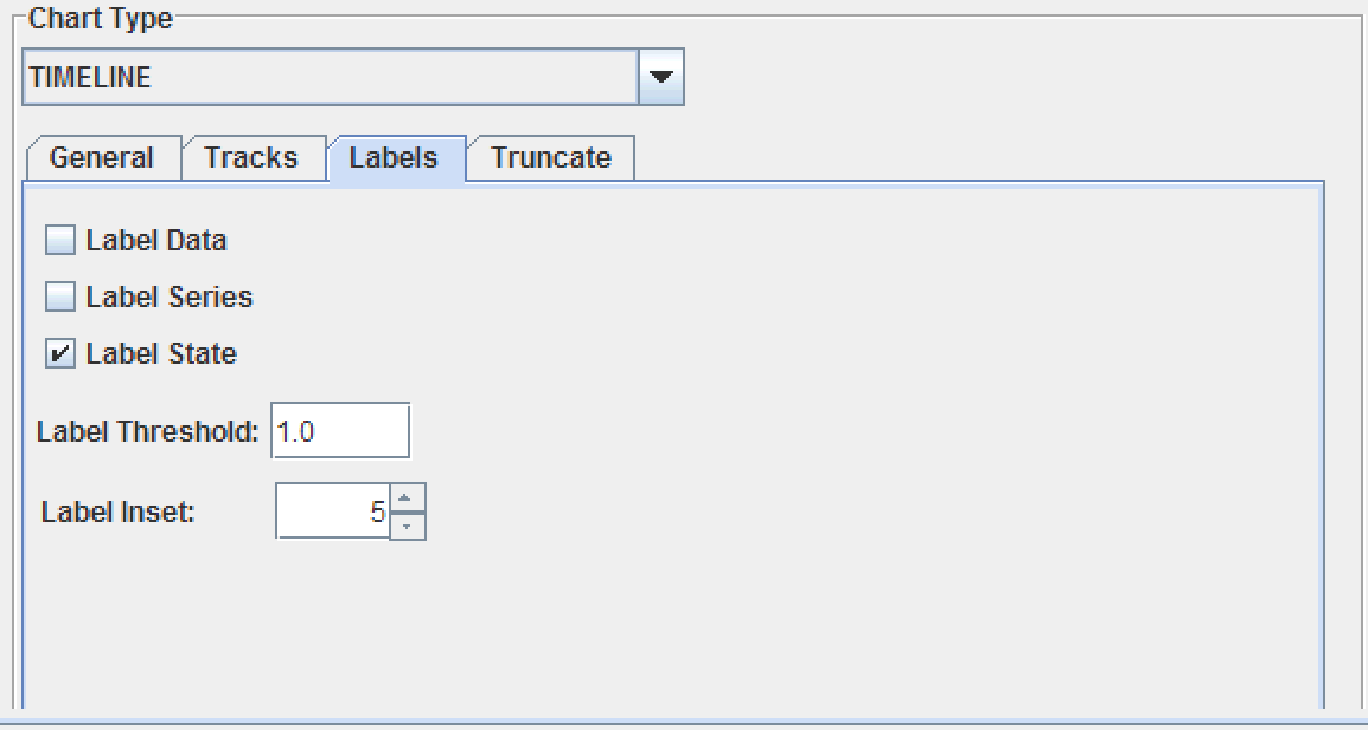 Chart Type
TIMELINE
General Tracks Labels Truncate
Label Data
Label Series
Label State
Label Threshold: 1.0
Label Inset: 5